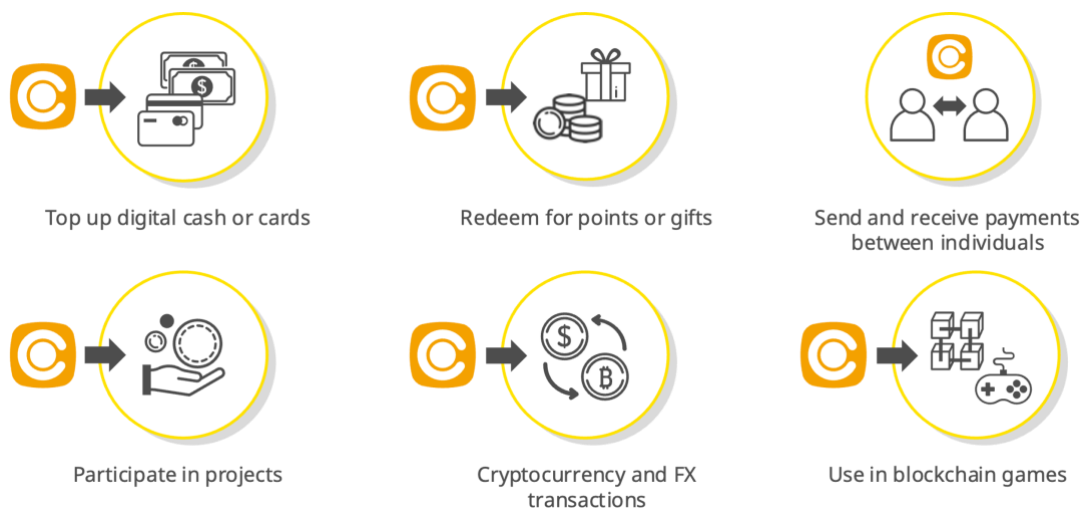 $
$
Top up digital cash or cards
Redeem for points or gifts
Send and receive payments
between individuals
$
Participate in projects
Cryptocurrency and FX
transactions
Use in blockchain games